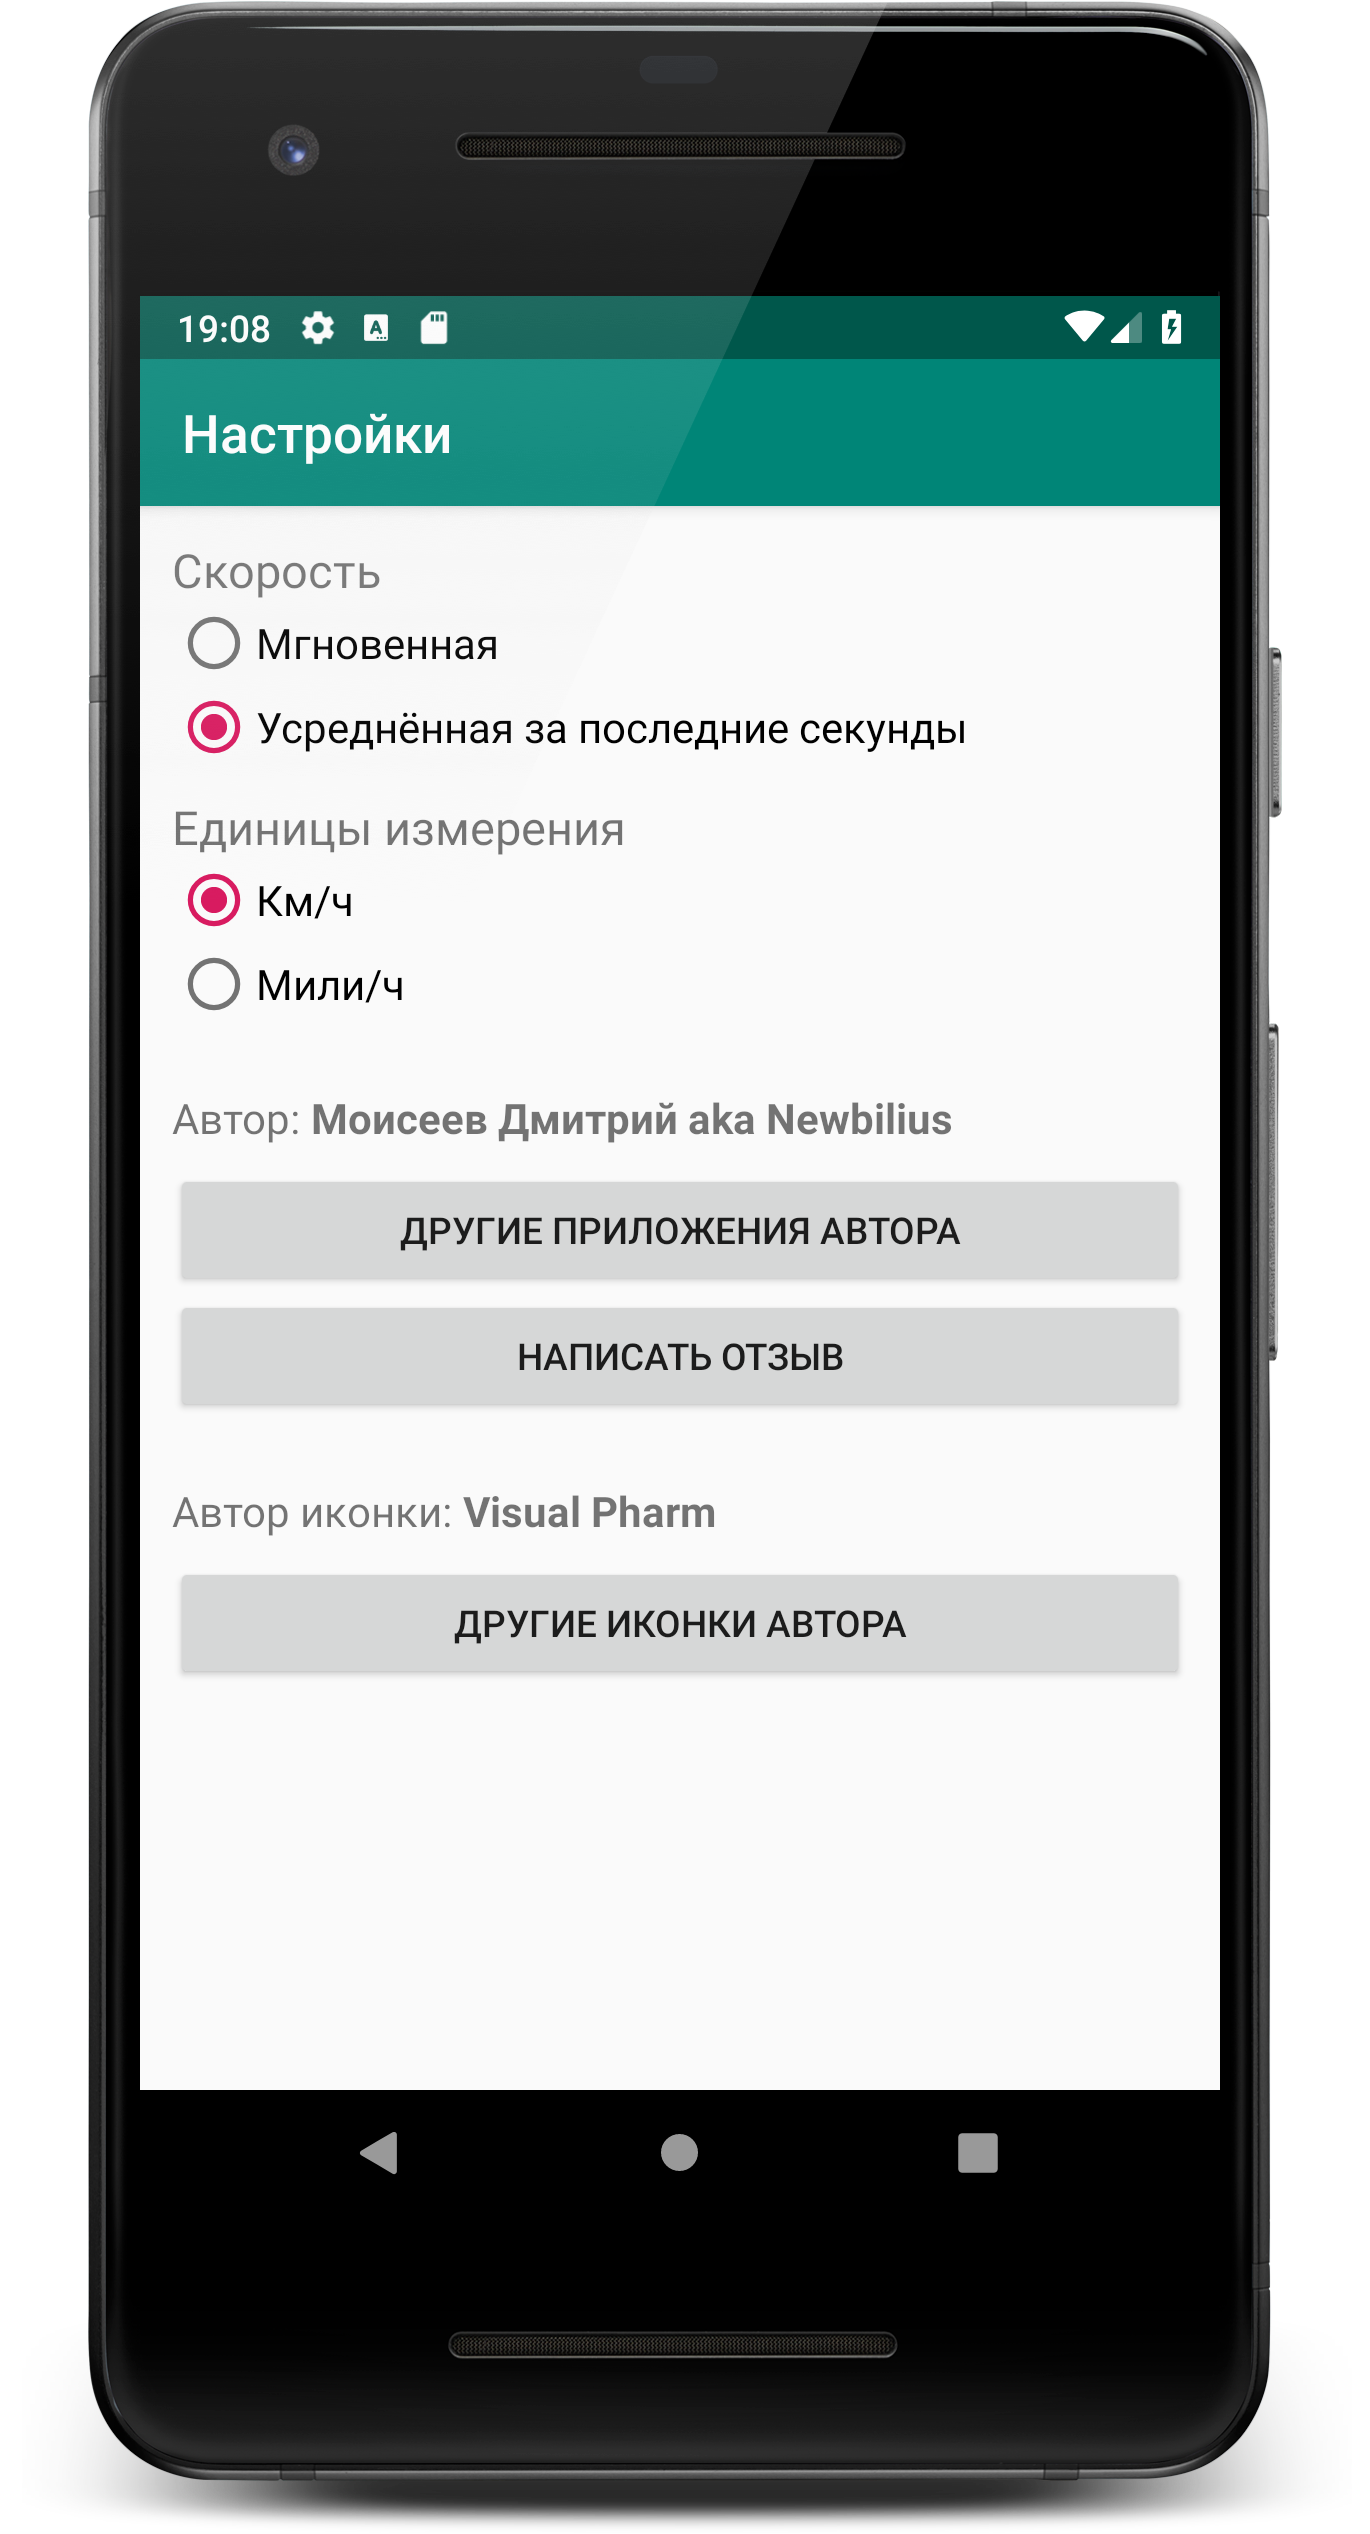 19:08
Настройки
Скорость
Мгновенная
Усреднённая за последние секунды
Единицы измерения
Км/ч
Мили/ч
Автор: Моисеев Дмитрий aka Newbilius
ДРУГИЕ ПРИЛОЖЕНИЯ АВТОРА
НАПИСАТЬ ОТЗЫВ
Автор иконки: Visual Pharm
ДРУГИЕ ИКОНКИ АВТОРА